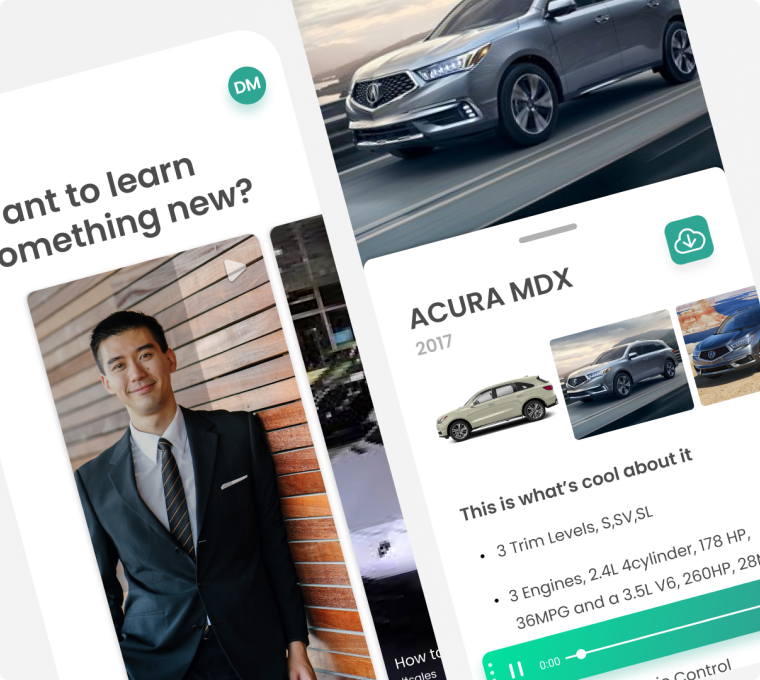 DM
ant to learn
omething new?
How to
ACURA MDX
2017
This is what's cool about it
• 3 Trim Levels, S,SV,SL
• 3 Engines, 2.4L 4cylinder, 178 HP,
36MPG and a 3.5L V6, 260HP, 28M
0:00
Control